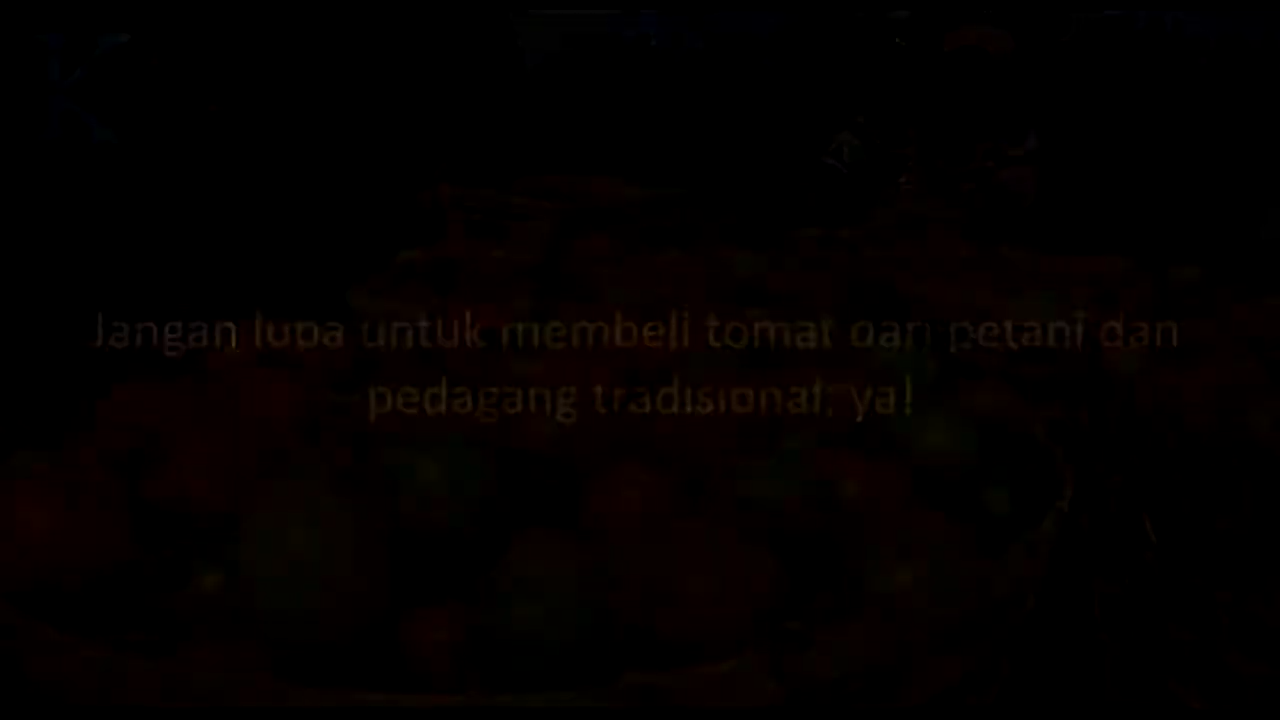 Jangan lupa untuk membeli tomat dari petani dan
pedagang tradisional, ya!